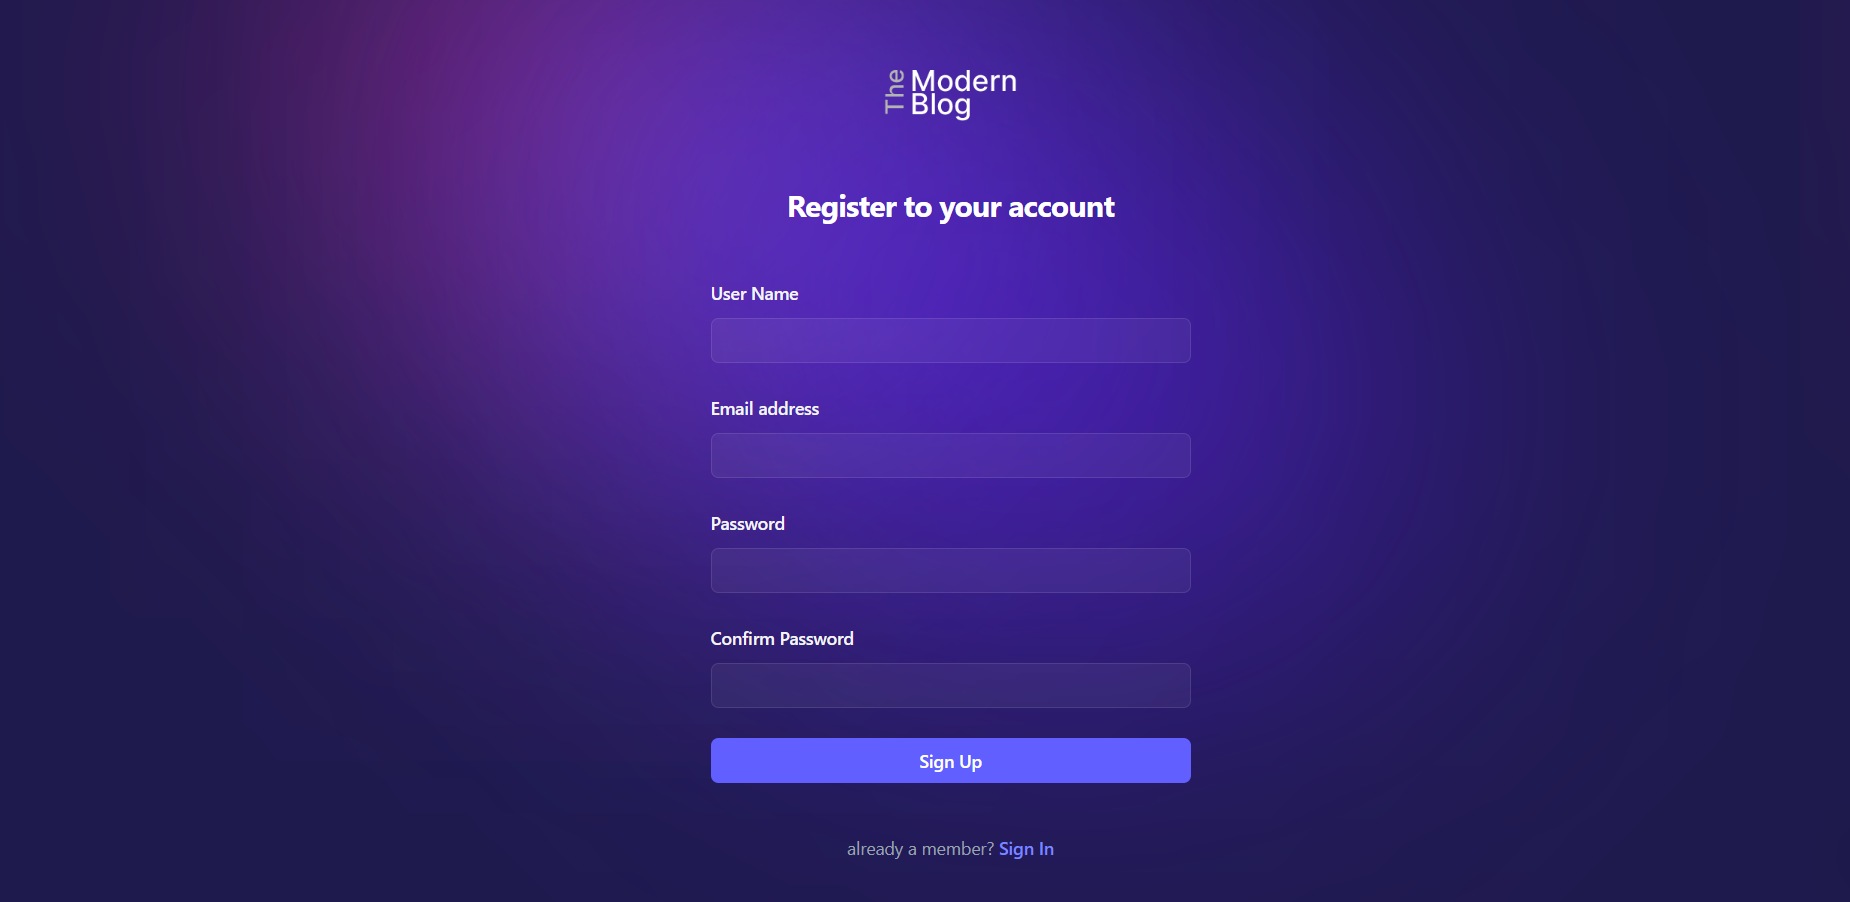 The
Modern
Blog
Register to your account
User Name
Email address
Password
Confirm Password
Sign Up
already a member? Sign In